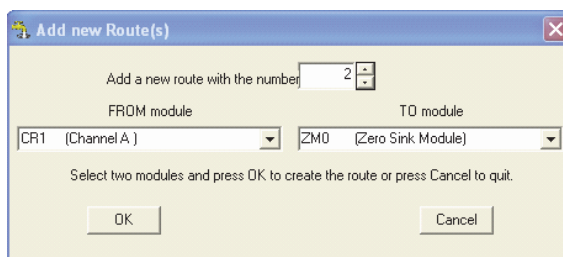 Add new Route(s)
Add a new route with the number 2
FROM module TO module
CR1 (Channel A ) ZM0 (Zero Sink Module)
Select two modules and press OK to create the route or press Cancel to quit.
OK Cancel